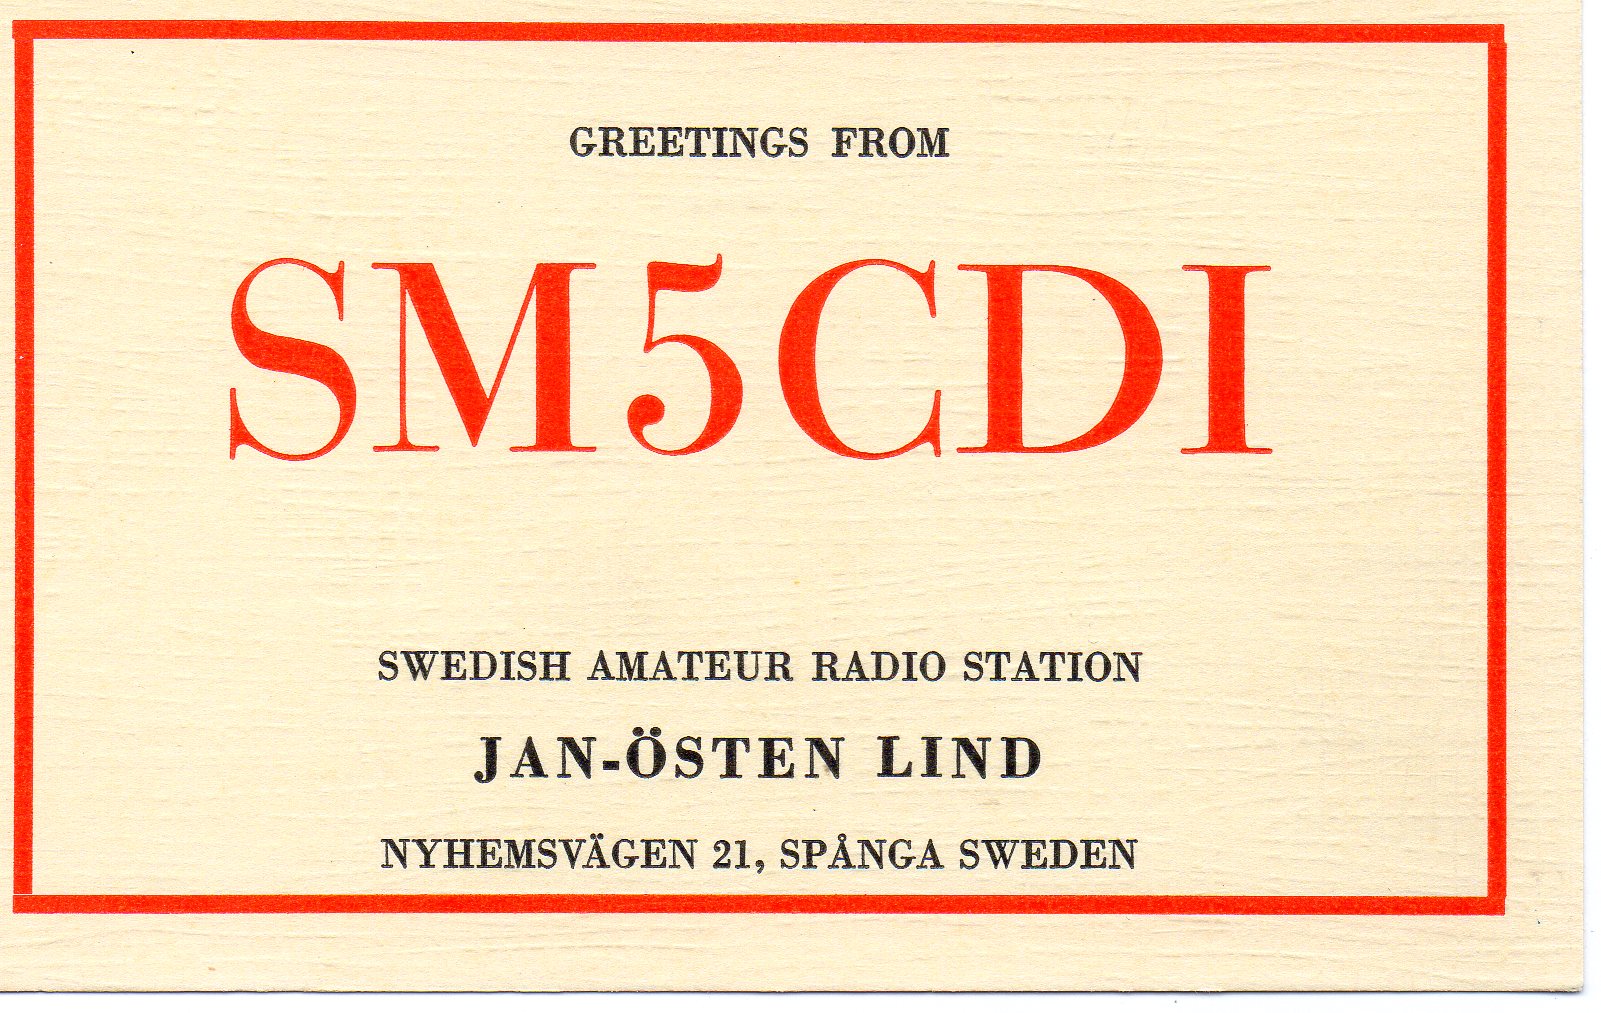 GREETINGS FROM
SM5CDI
SWEDISH AMATEUR RADIO STATION
JAN-ÖSTEN LIND
NYHEMSVÄGEN 21, SPÅNGA SWEDEN